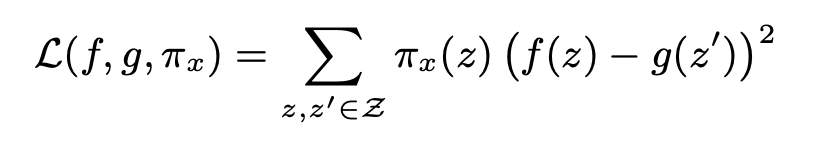 $$\mathcal{L}(f, g, \pi_x) = \sum_{z, z' \in \mathcal{Z}} \pi_x(z) \left( f(z) - g(z') \right)^2$$